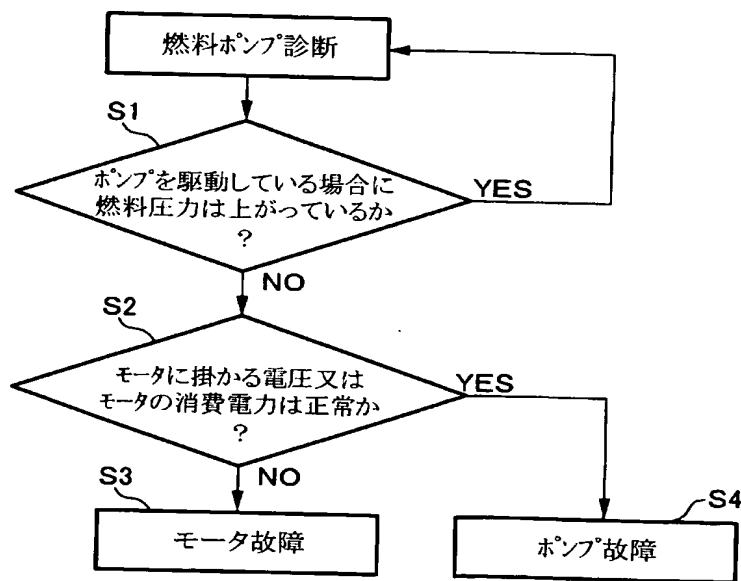 燃料ポンプ診断
S1
ポンプを駆動している場合に
燃料圧力は上がっているか
?
YES
NO
S2
モータに掛かる電圧又は
モータの消費電力は正常か
?
YES
NO
S3
モータ故障
S4
ポンプ故障